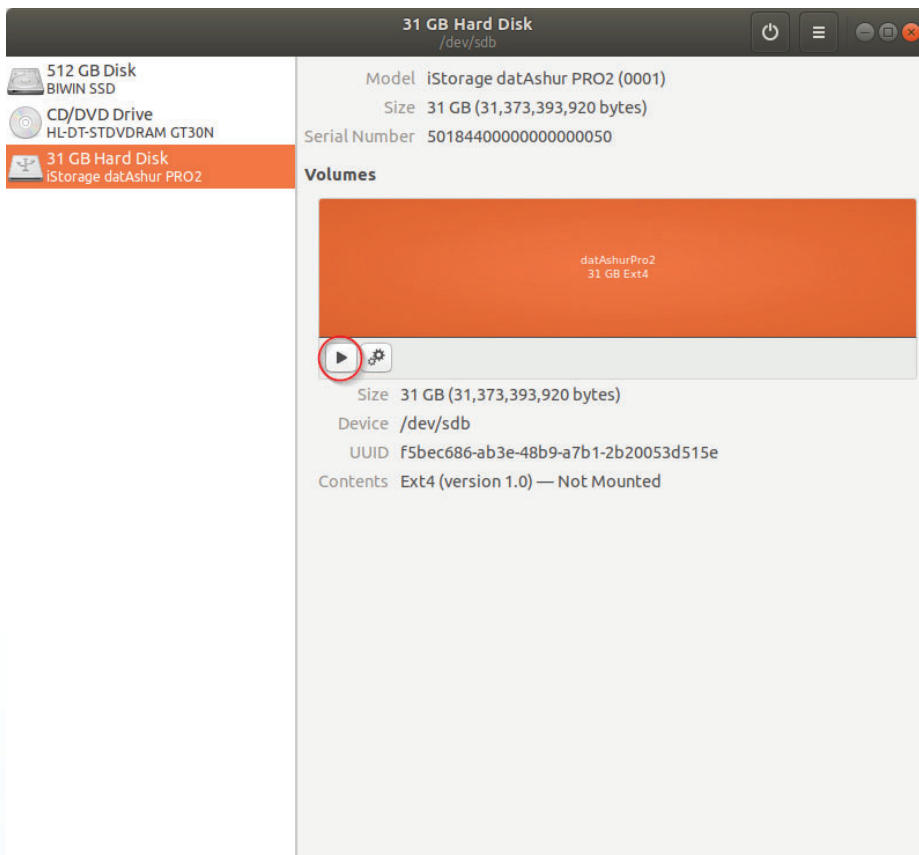 31 GB Hard Disk
/dev/sdb
512 GB Disk
BIWIN SSD
CD/DVD Drive
HL-DT-STDVDRAM GT30N
31 GB Hard Disk
iStorage datAshur PRO2
Model iStorage datAshur PRO2 (0001)
Size 31 GB (31,373,393,920 bytes)
Serial Number 50184400000000000050
Volumes
datAshurPro2
31 GB Ext4
Size 31 GB (31,373,393,920 bytes)
Device /dev/sdb
UUID f5bec686-ab3e-48b9-a7b1-2b20053d515e
Contents Ext4 (version 1.0) — Not Mounted